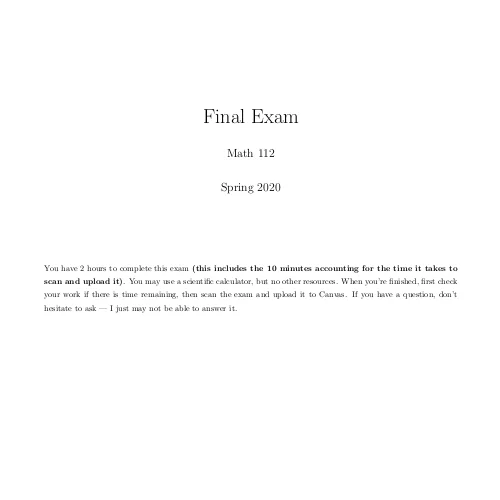 Final Exam
Math 112
Spring 2020
You have 2 hours to complete this exam (this includes the 10 minutes accounting for the time it takes to
scan and upload it). You may use a scientific calculator, but no other resources. When you're finished, first check
your work if there is time remaining, then scan the exam and upload it to Canvas. If you have a question, don't
hesitate to ask — I just may not be able to answer it.